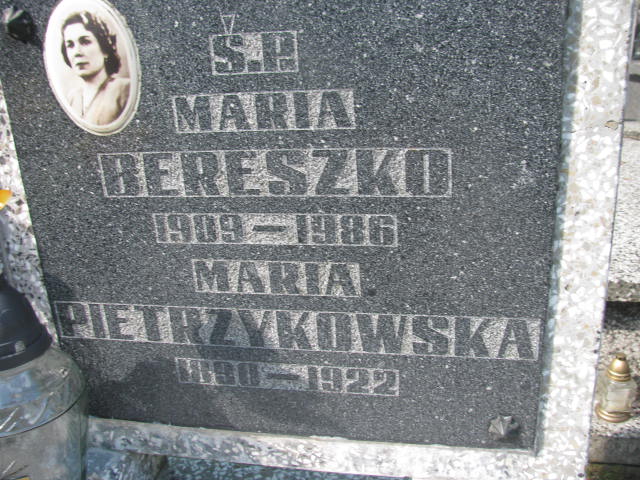 Ś.P.
MARIA
BERESZKO
1909-1986
MARIA
PIETRZYKOWSKA
1890-1922